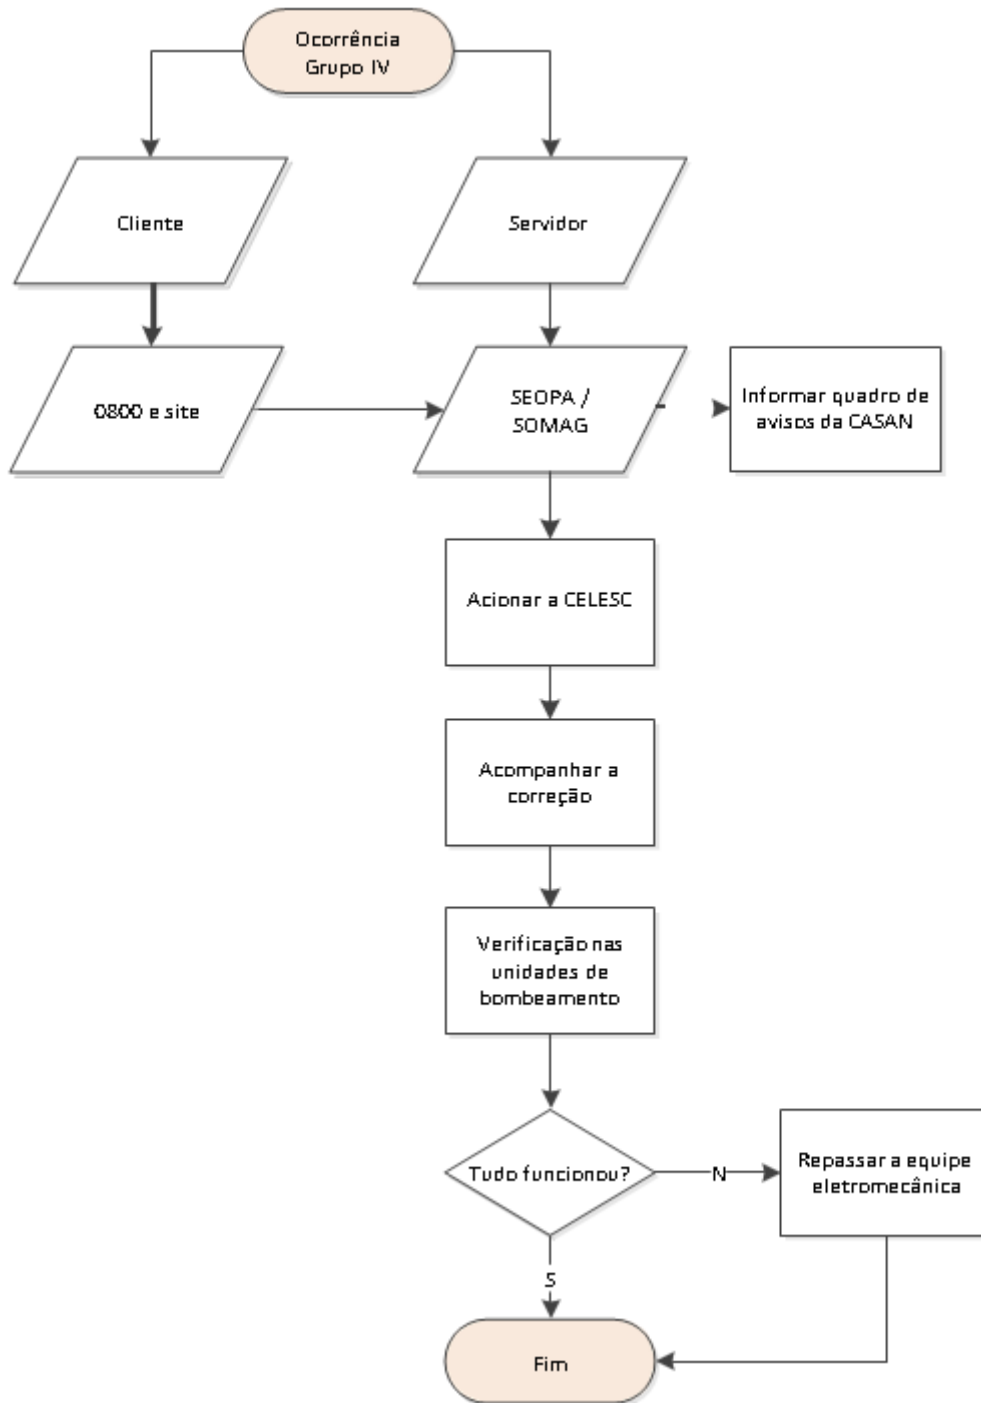 Ocorrência
Grupo IV
Cliente
Servidor
0800 e site
SEOPA /
SOMAG
Informar quadro de
avisos da CASAN
Acionar a CELESC
Acompanhar a
correção
Verificação nas
unidades de
bombeamento
Tudo funcionou?
N
Repassar a equipe
eletromecânica
S
Fim